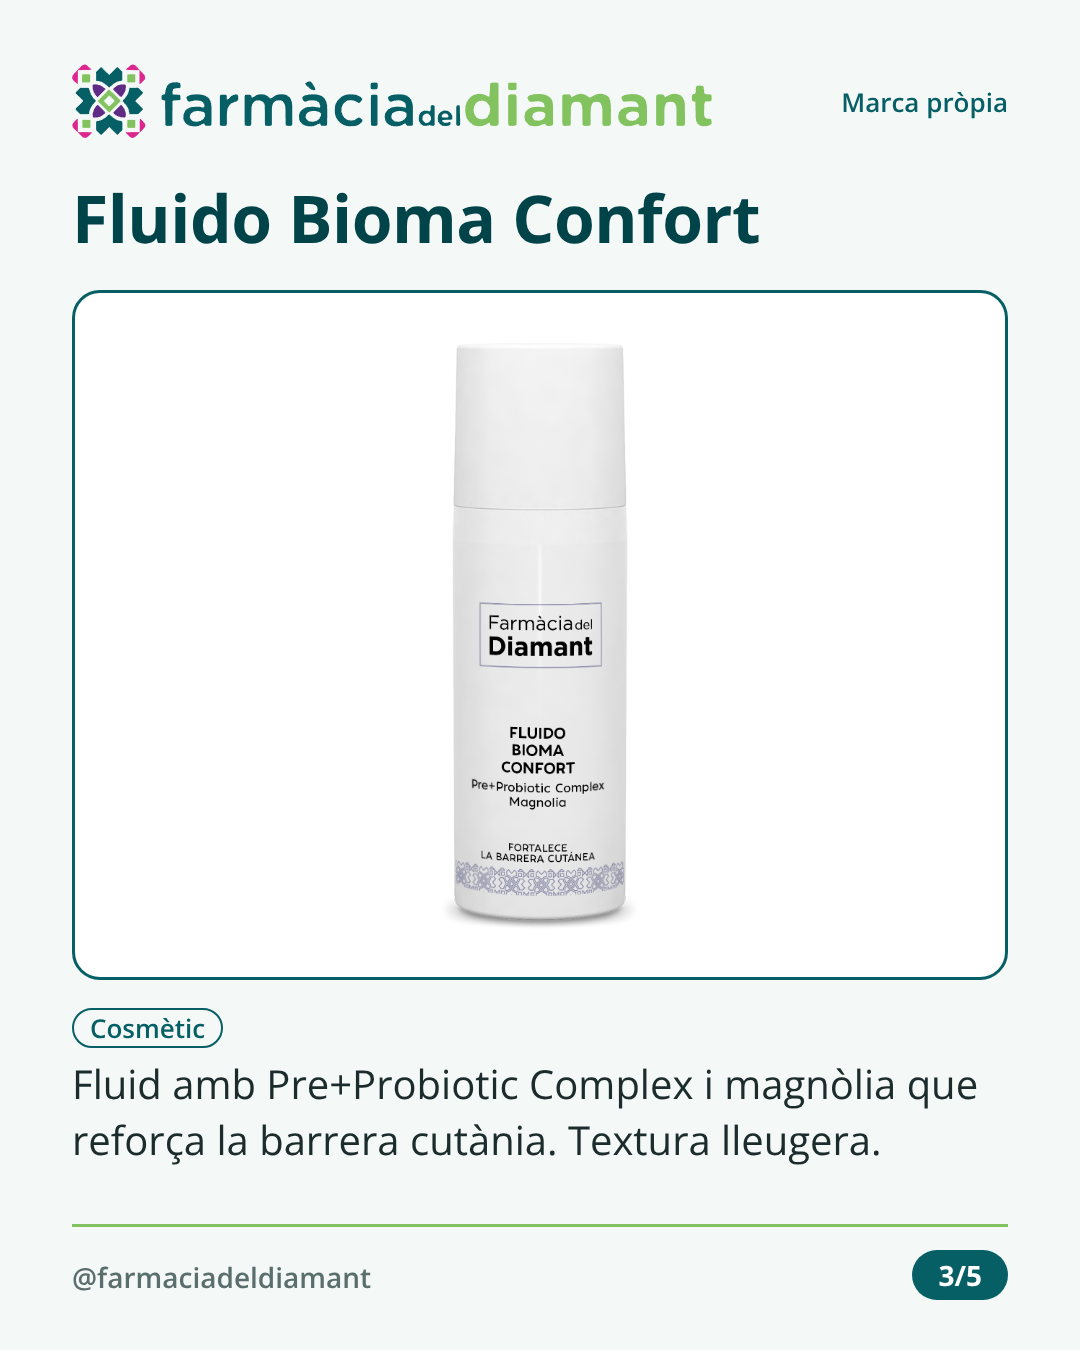 farmàciadeldiamant
Marca pròpia
Fluido Bioma Confort
Farmàciadel
Diamant
FLUIDO
BIOMA
CONFORT
Pre+Probiotic Complex
Magnolia
FORTALECE
LA BARRERA CUTÁNEA
Cosmètic
Fluid amb Pre+Probiotic Complex i magnòlia que
reforça la barrera cutània. Textura lleugera.
@farmaciadeldiamant
3/5